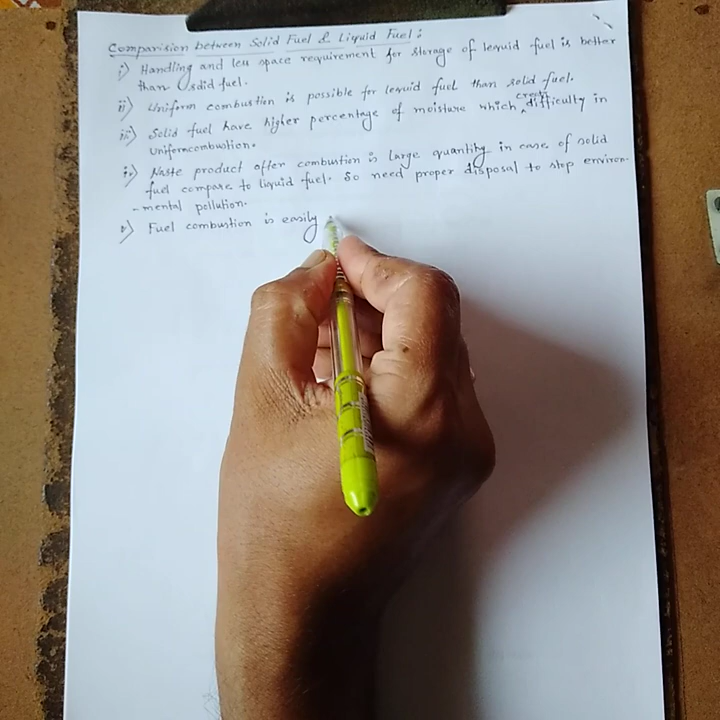 Comparision between Solid Fuel & Liquid Fuel:
i) Handling and less space requirement for storage of lequid fuel is better
than solid fuel.
ii) Uniform combustion is possible for lequid fuel than solid fuel.
iii) Solid fuel have higher percentage of moisture which create difficulty in
Uniformcombustion.
iv) Waste product after combustion is large quantity in case of solid
fuel compare to liquid fuel. So need proper disposal to stop environ-
-mental pollution.
v) Fuel combustion is easily